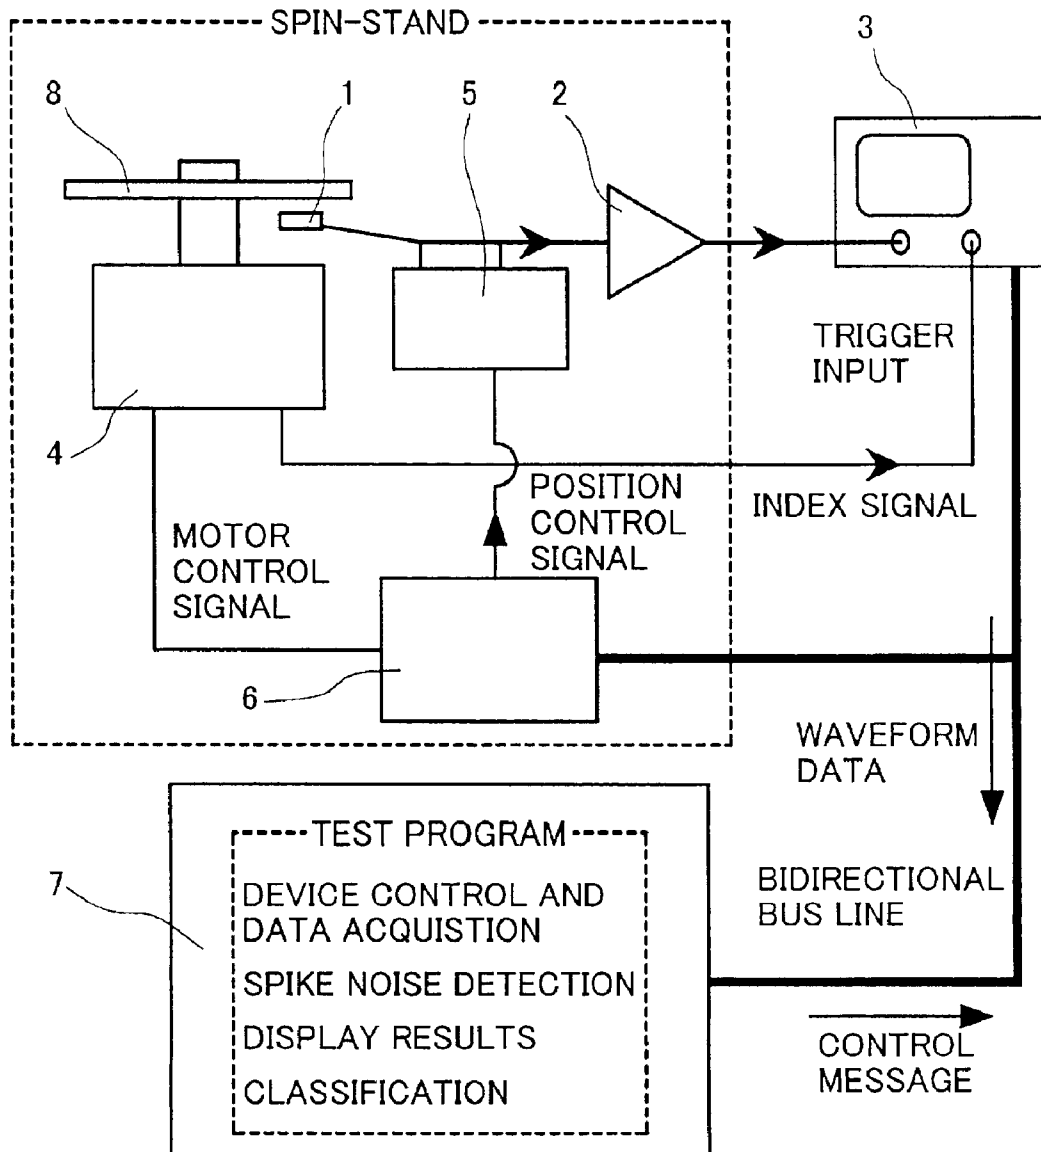 SPIN-STAND
3
8
1
5
2
TRIGGER
INPUT
4
POSITION
CONTROL
SIGNAL
INDEX SIGNAL
MOTOR
CONTROL
SIGNAL
6
WAVEFORM
DATA
TEST PROGRAM
7
DEVICE CONTROL AND
DATA ACQUISTION
SPIKE NOISE DETECTION
DISPLAY RESULTS
CLASSIFICATION
BIDIRECTIONAL
BUS LINE
CONTROL
MESSAGE